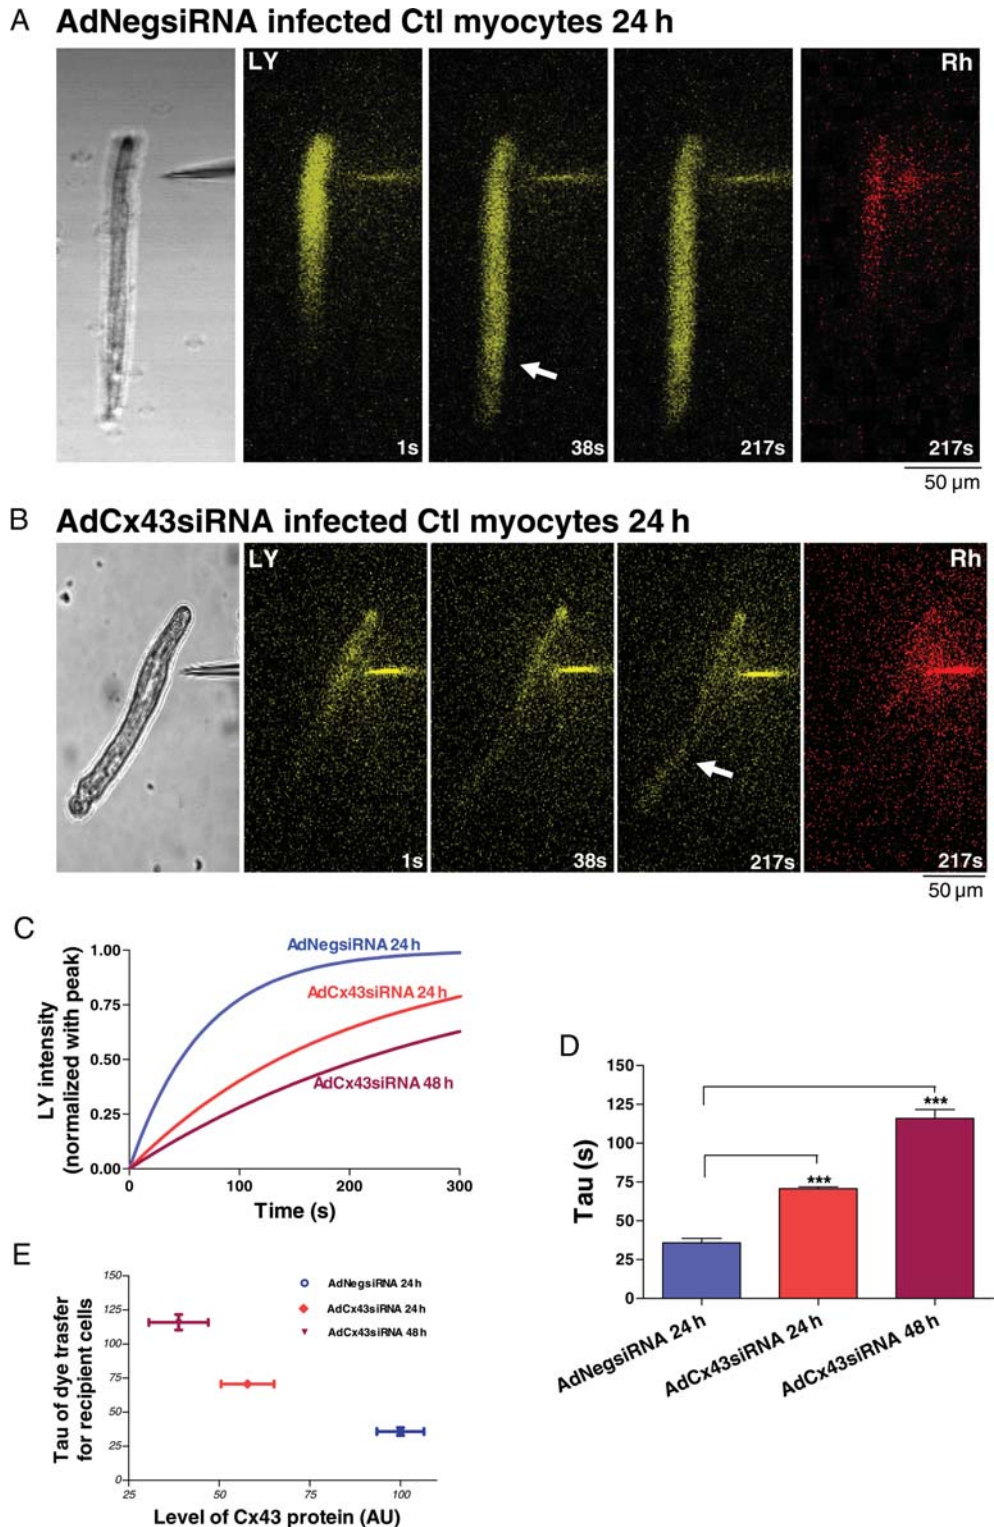 A AdNegsiRNA infected Ctl myocytes 24 h
LY
Rh
1s
38s
217s
217s
50 µm
B AdCx43siRNA infected Ctl myocytes 24 h
LY
Rh
1s
38s
217s
217s
50 µm
C
LY intensity
(normalized with peak)
1.00
0.75
0.50
0.25
0.00
AdNegsiRNA 24 h
AdCx43siRNA 24 h
AdCx43siRNA 48 h
0 100 200 300
Time (s)
D
Tau (s)
150
125
100
75
50
25
0
***
***
AdNegsiRNA 24 h
AdCx43siRNA 24 h
AdCx43siRNA 48 h
E
Tau of dye trasfer
for recipient cells
150
125
100
75
50
25
0
AdNegsiRNA 24 h
AdCx43siRNA 24 h
AdCx43siRNA 48 h
25 50 75 100
Level of Cx43 protein (AU)